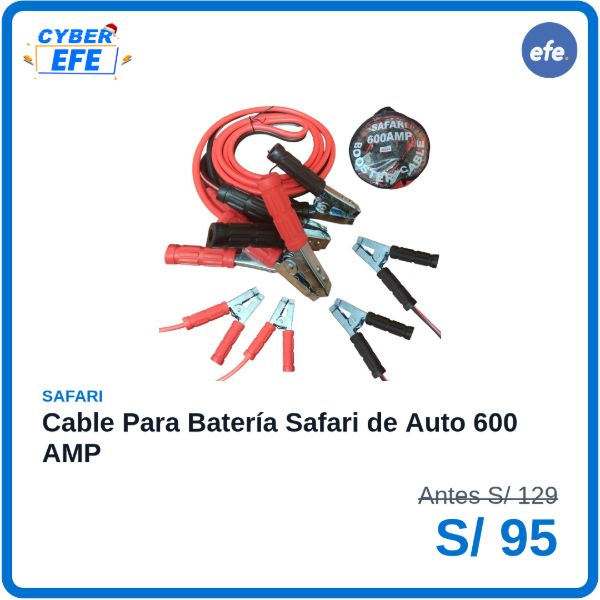 CYBER
EFE
efe.
SAFARI
600AMP
BOOSTER CABLE
SAFARI
Cable Para Batería Safari de Auto 600
AMP
Antes S/ 129
S/ 95